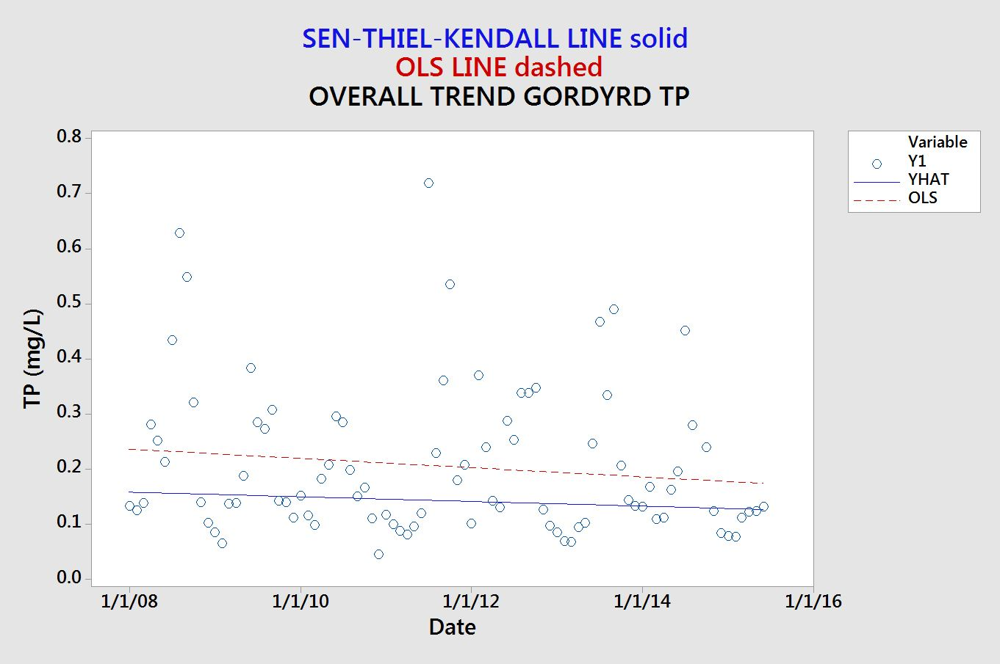 SEN-THIEL-KENDALL LINE solid
OLS LINE dashed
OVERALL TREND GORDYRD TP
Variable
Y1
YHAT
OLS
TP (mg/L)
0.8
0.7
0.6
0.5
0.4
0.3
0.2
0.1
0.0
1/1/08 1/1/10 1/1/12 1/1/14 1/1/16
Date